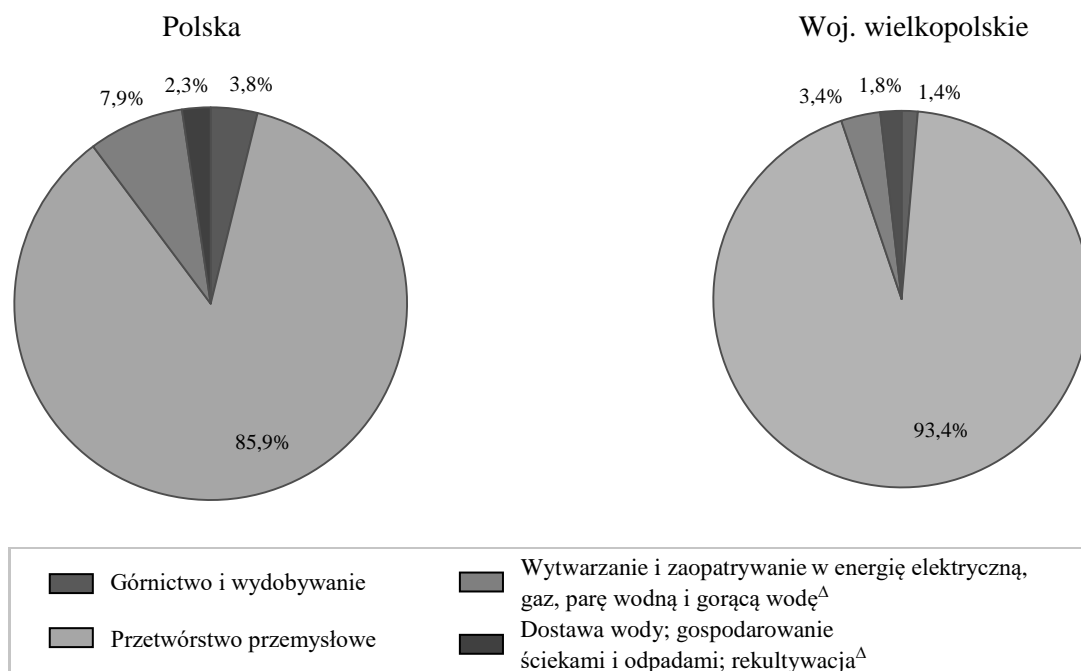 Polska
Woj. wielkopolskie
7,9%
2,3%
3,8%
85,9%
3,4%
1,8%
1,4%
93,4%
Górnictwo i wydobywanie
Przetwórstwo przemysłowe
Wytwarzanie i zaopatrywanie w energię elektryczną,
gaz, parę wodną i gorącą wodęΔ
Dostawa wody; gospodarowanie
ściekami i odpadami; rekultywacjaΔ